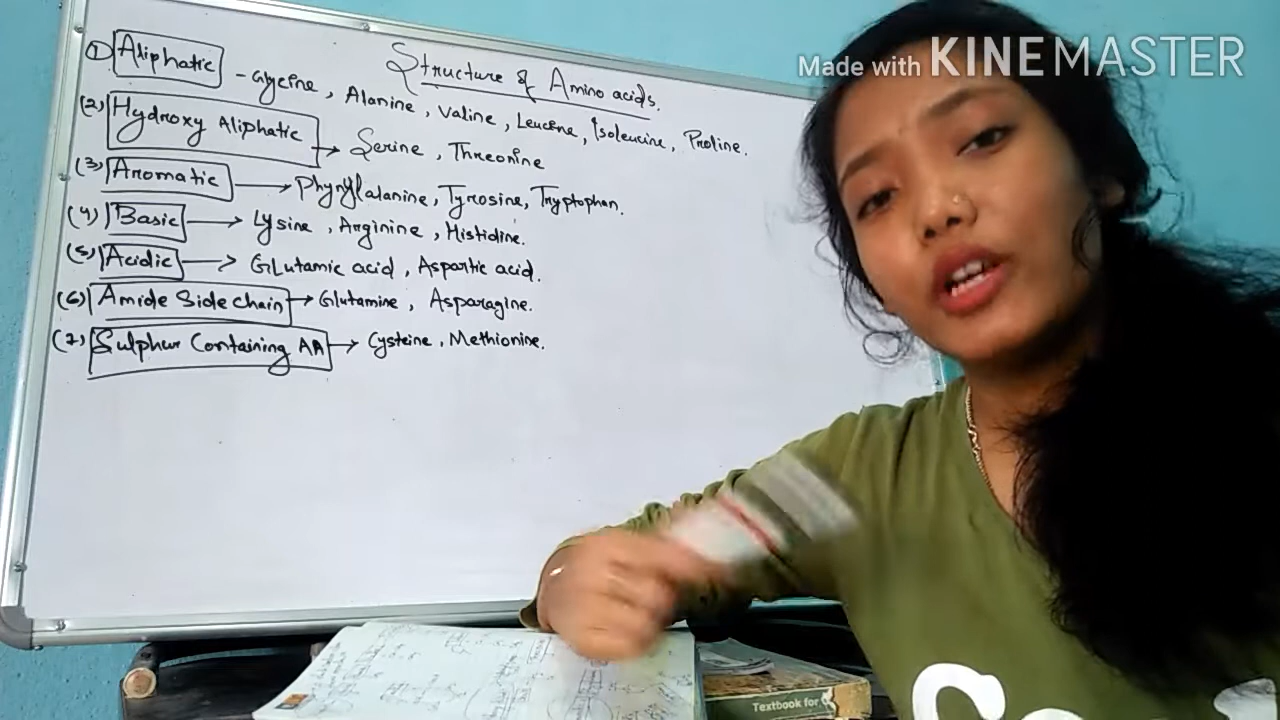 Made with KINEMASTER
Structure of Amino acids.
(1) Aliphatic - Glycine, Alanine, Valine, Leucine, Isoleucine, Proline.
(2) Hydroxy Aliphatic → Serine, Threonine
(3) Aromatic → Phynylalanine, Tyrosine, Tryptophan.
(4) Basic → Lysine, Arginine, Histidine.
(5) Acidic → Glutamic acid, Aspartic acid.
(6) Amide Side chain → Glutamine, Asparagine.
(7) Sulphur Containing AA → Cysteine, Methionine.
Textbook for